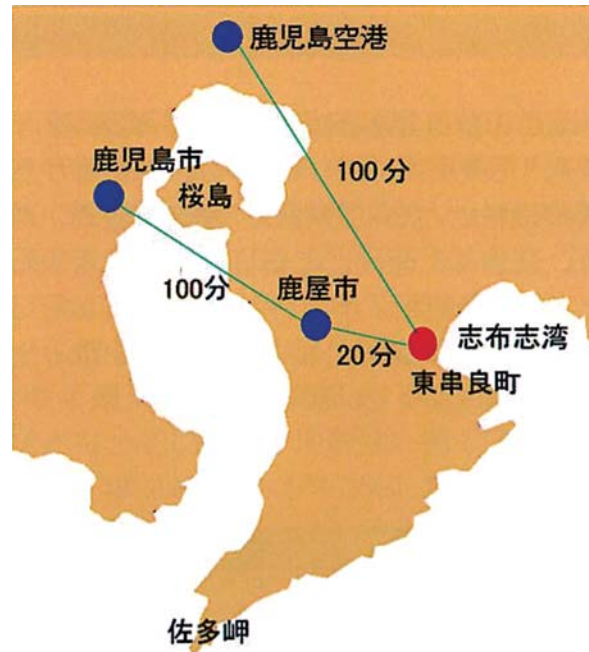 鹿児島空港
鹿児島市
桜島
100分
100分
鹿屋市
20分
志布志湾
東串良町
佐多岬